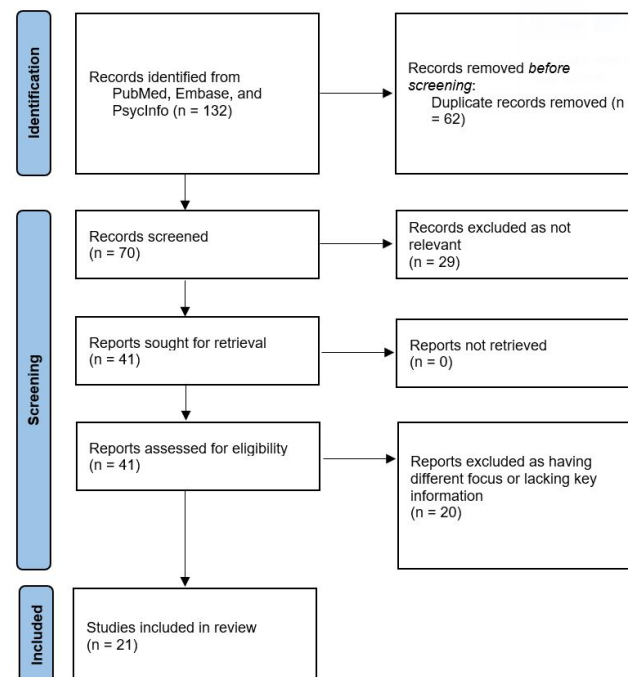 Identification
Records identified from
PubMed, Embase, and
PsycInfo (n = 132)
Records removed before
screening:
Duplicate records removed (n
= 62)
Screening
Records screened
(n = 70)
Records excluded as not
relevant
(n = 29)
Reports sought for retrieval
(n = 41)
Reports not retrieved
(n = 0)
Reports assessed for eligibility
(n = 41)
Reports excluded as having
different focus or lacking key
information
(n = 20)
Included
Studies included in review
(n = 21)